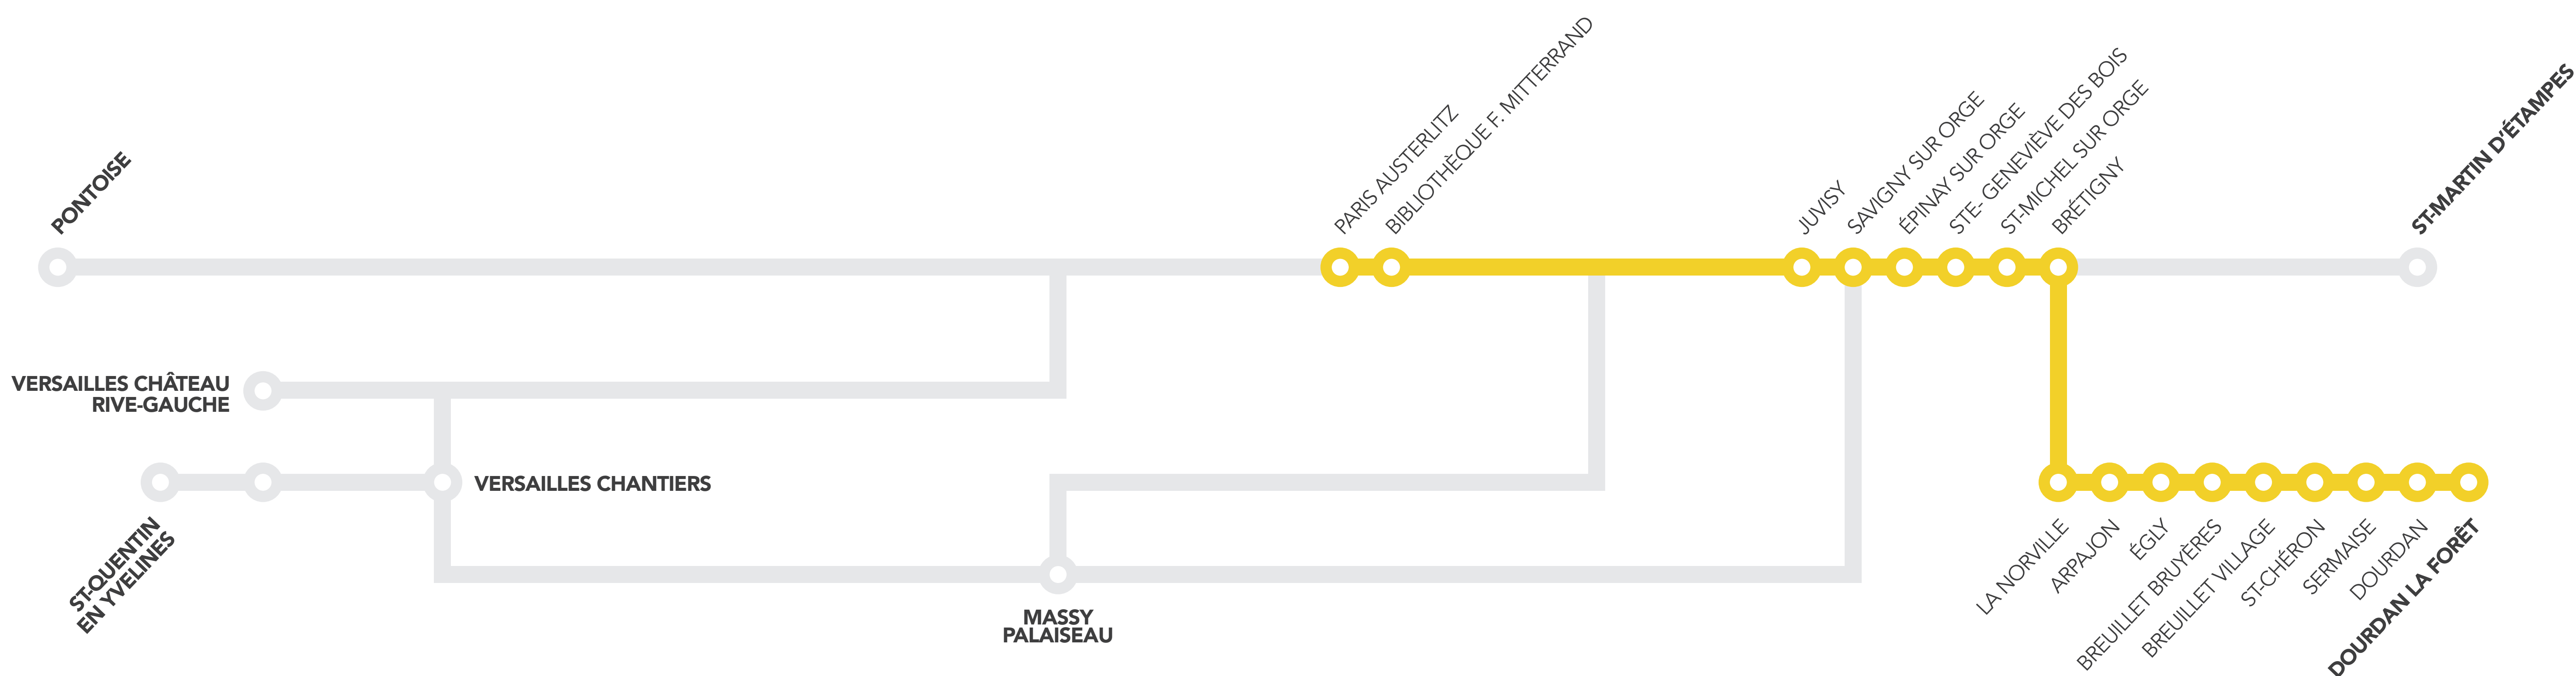 PONTOISE
PARIS AUSTERLITZ
BIBLIOTHÈQUE F. MITTERRAND
JUVISY
SAVIGNY SUR ORGE
ÉPINAY SUR ORGE
STE- GENEVIÈVE DES BOIS
ST-MICHEL SUR ORGE
BRÉTIGNY
ST-MARTIN D’ÉTAMPES
VERSAILLES CHÂTEAU
RIVE-GAUCHE
VERSAILLES CHANTIERS
ST-QUENTIN
EN YVELINES
MASSY
PALAISEAU
LA NORVILLE
ARPAJON
ÉGLY
BREUILLET BRUYÈRES
BREUILLET VILLAGE
ST-CHÉRON
SERMAISE
DOURDAN
DOURDAN LA FORÊT